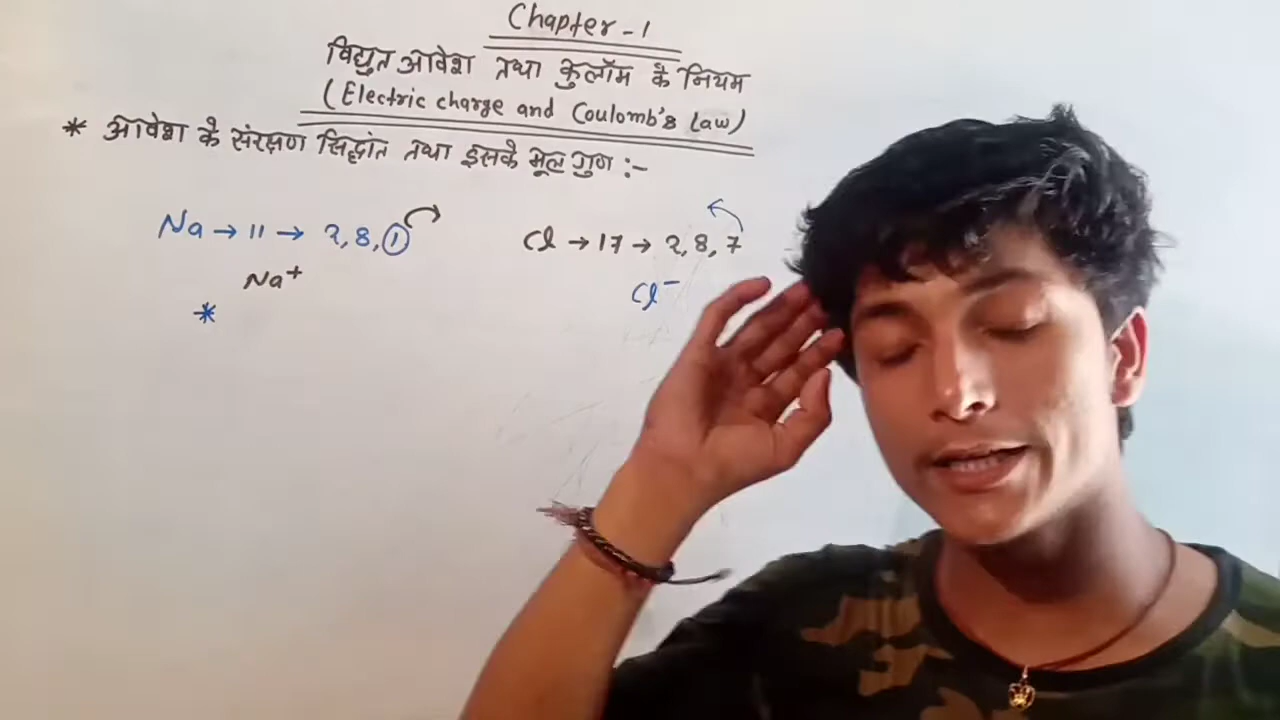 Chapter-1
विद्युत आवेश तथा कुलॉम के नियम
(Electric charge and Coulomb's Law)
* आवेश के संरक्षण सिद्धांत तथा इसके मूल गुण :-
Na → 11 → 2, 8, 1
Cl → 17 → 2, 8, 7
Na+
Cl-
*